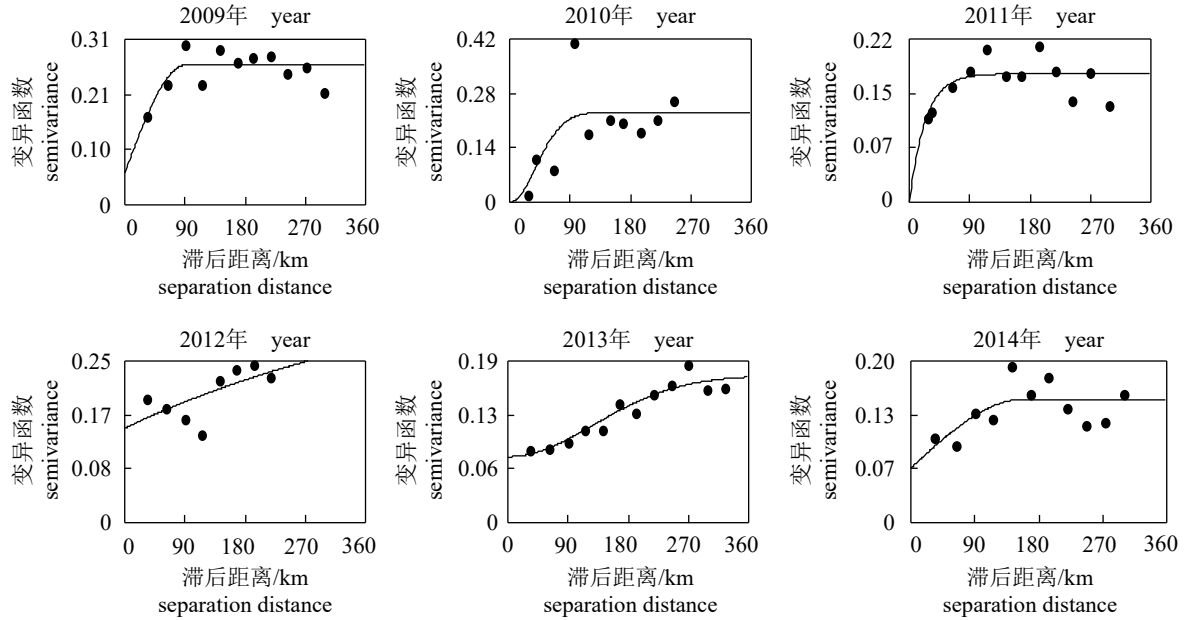 2009年 year
0.31
0.21
0.10
0
变异函数
semivariance
0 90 180 270 360
滞后距离/km
separation distance
2010年 year
0.42
0.28
0.14
0
变异函数
semivariance
0 90 180 270 360
滞后距离/km
separation distance
2011年 year
0.22
0.15
0.07
0
变异函数
semivariance
0 90 180 270 360
滞后距离/km
separation distance
2012年 year
0.25
0.17
0.08
0
变异函数
semivariance
0 90 180 270 360
滞后距离/km
separation distance
2013年 year
0.19
0.13
0.06
0
变异函数
semivariance
0 90 180 270 360
滞后距离/km
separation distance
2014年 year
0.20
0.13
0.07
0
变异函数
semivariance
0 90 180 270 360
滞后距离/km
separation distance